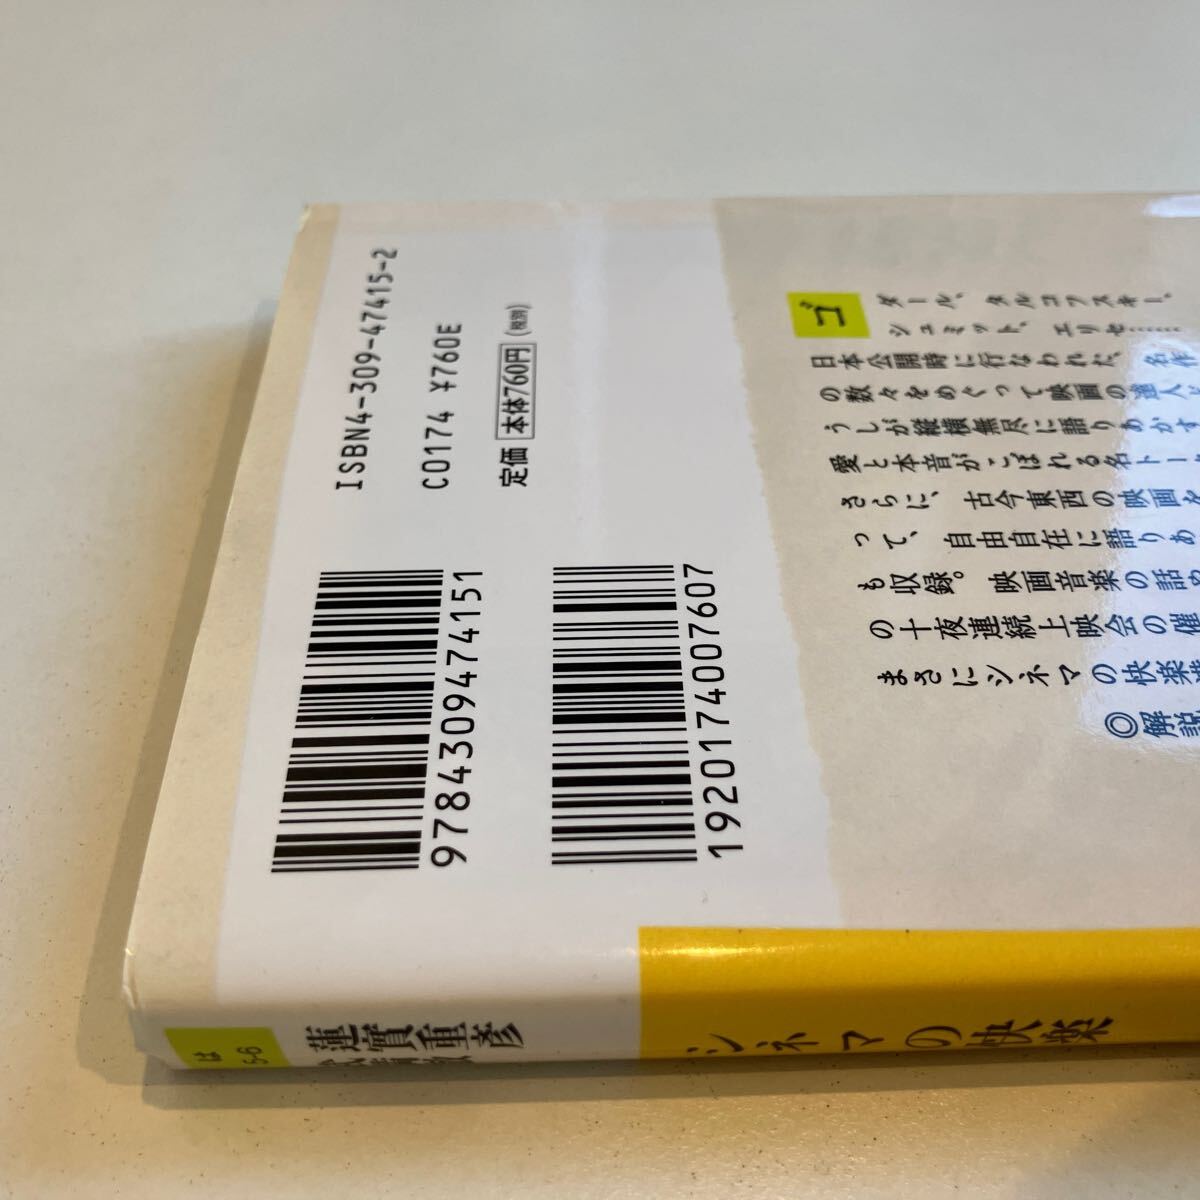 ISBN4-309-47415-2
C0174 ¥760E
定価 本体760円 (税別)
9784309474151
1920174007607
ゴダール、タルコフスキー、
シュミット、エリセ……
日本公開時に行なわれた、名作
の数々をめぐって映画の達人ど
うしが縦横無尽に語りあかす
愛と本音がこぼれる名トーク
さらに、古今東西の映画を
って、自由自在に語りあ
も収録。映画音楽の話め
の十夜連続上映会の催
まさにシネマの快楽
◎解説
は 5-6
蓮實重彦
シネマの快楽